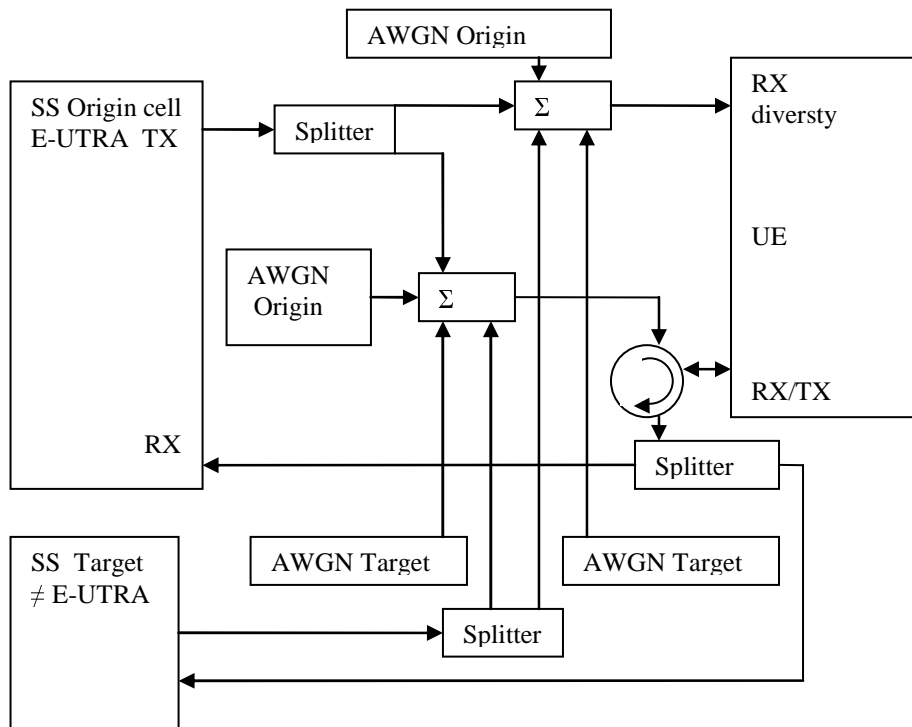 AWGN Origin
SS Origin cell
E-UTRA TX
RX
Splitter
Σ
RX
diversty
UE
RX/TX
AWGN
Origin
Σ
Splitter
AWGN Target
AWGN Target
SS Target
≠ E-UTRA
Splitter